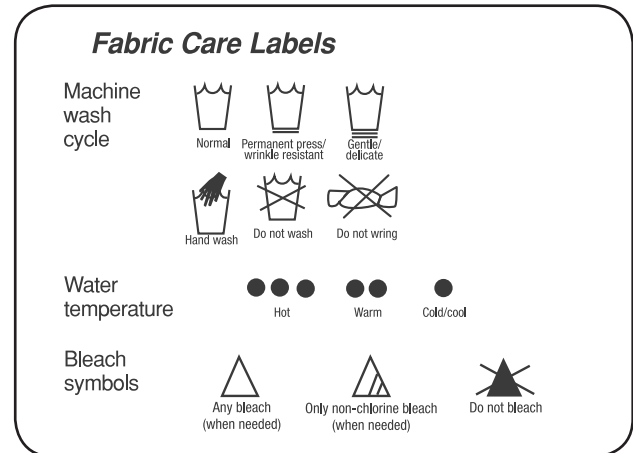 Fabric Care Labels
Machine
wash
cycle
Normal
Permanent press/
wrinkle resistant
Gentle/
delicate
Hand wash
Do not wash
Do not wring
Water
temperature
Hot
Warm
Cold/cool
Bleach
symbols
Any bleach
(when needed)
Only non-chlorine bleach
(when needed)
Do not bleach